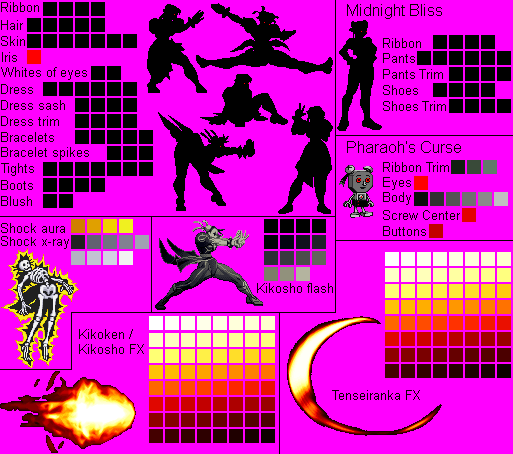 Ribbon
Hair
Skin
Iris
Whites of eyes
Dress
Dress sash
Dress trim
Bracelets
Bracelet spikes
Tights
Boots
Blush
Midnight Bliss
Ribbon
Pants
Pants Trim
Shoes
Shoes Trim
Pharaoh's Curse
Ribbon Trim
Eyes
Body
Screw Center
Buttons
Shock aura
Shock x-ray
Kikosho flash
Kikoken /
Kikosho FX
Tenseiranka FX